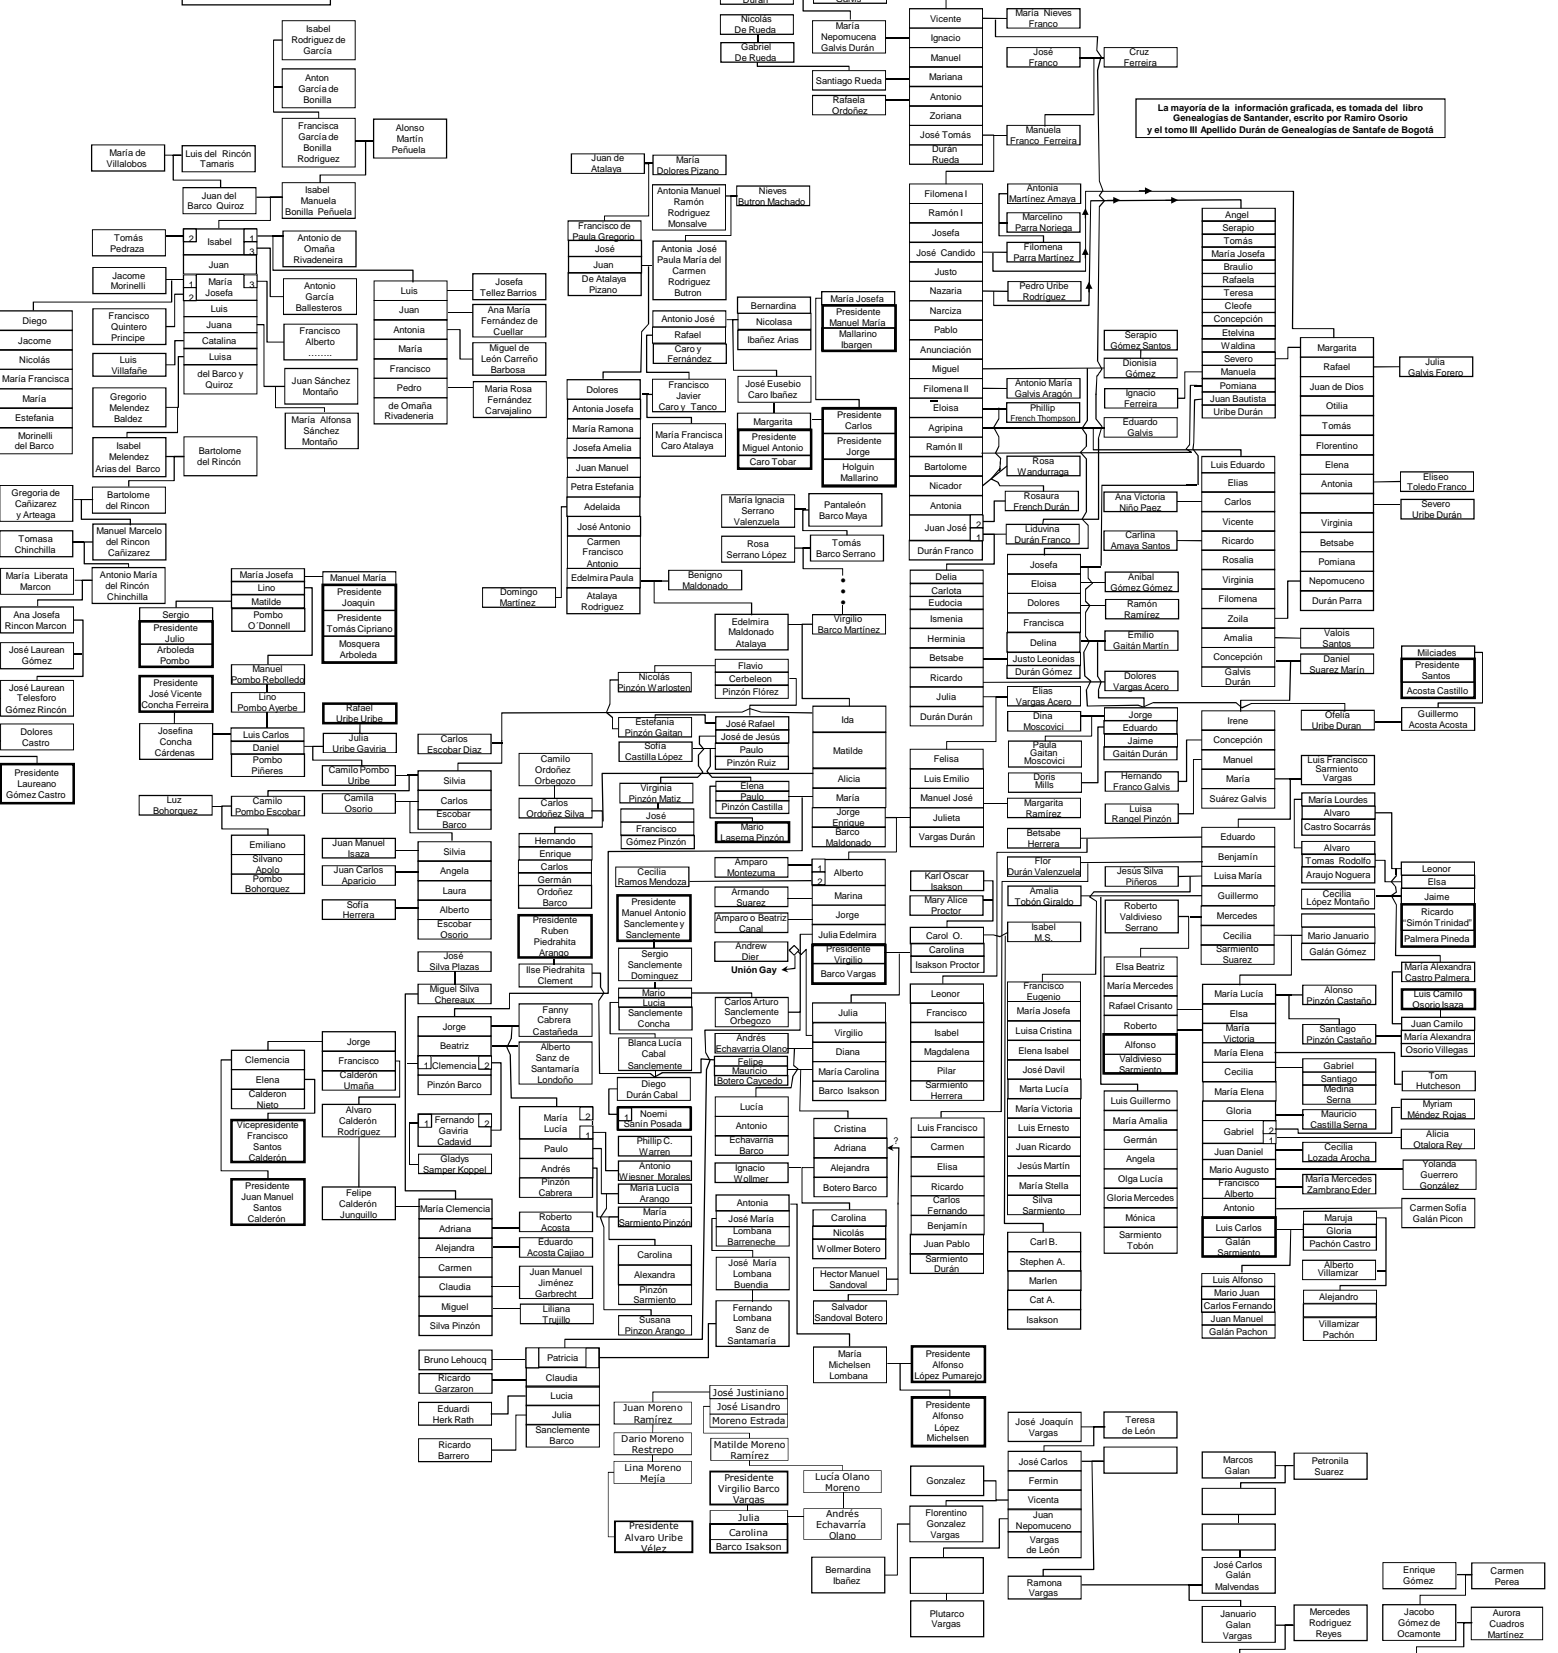 Isabel
Rodriguez de
García
Anton
García de
Bonilla
Francisca
García de
Bonilla
Rodriguez
Alonso
Martín
Peñuela
María de
Villalobos
Luis del Rincón
Tamaris
Juan del
Barco Quiroz
Isabel
Manuela
Bonilla Peñuela
Tomás
Pedraza
2
Isabel
1
3
Antonio de
Omaña
Rivadeneira
Juan
Jacome
Morinelli
1
2
María
Josefa
3
Antonio
García
Ballesteros
Luis
Juana
Catalina
Luisa
del Barco y
Quiroz
Francisco
Quintero
Principe
Francisco
Alberto
........
Luis
Villafañe
Juan Sánchez
Montaño
Gregorio
Melendez
Baldez
María Alfonsa
Sánchez
Montaño
Isabel
Melendez
Arias del Barco
Bartolome
del Rincón
Diego
Jacome
Nicolás
María Francisca
María
Estefania
Morinelli
del Barco
Luis
Juan
Antonia
María
Francisco
Pedro
de Omaña
Rivadeneria
Josefa
Tellez Barrios
Ana María
Fernández de
Cuellar
Miguel de
León Carreño
Barbosa
Maria Rosa
Fernández
Carvajalino
Gregoria de
Cañizarez
y Arteaga
Bartolome
del Rincon
Tomasa
Chinchilla
Manuel Marcelo
del Rincon
Cañizarez
María Liberata
Marcon
Antonio María
del Rincón
Chinchilla
Ana Josefa
Rincon Marcon
José Laurean
Gómez
José Laurean
Telesforo
Gómez Rincón
Dolores
Castro
Presidente
Laureano
Gómez Castro
Sergio
Presidente
Julio
Arboleda
Pombo
María Josefa
Lino
Matilde
Pombo
O´Donnell
Manuel María
Presidente
Joaquin
Presidente
Tomás Cipriano
Mosquera
Arboleda
Presidente
José Vicente
Concha Ferreira
Josefina
Concha
Cárdenas
Manuel
Pombo Rebolledo
Lino
Pombo Ayerbe
Luis Carlos
Daniel
Pombo
Piñeres
Rafael
Uribe Uribe
Julia
Uribe Gaviria
Camilo Pombo
Uribe
Luz
Bohorquez
Camilo
Pombo Escobar
Camila
Osorio
Emiliano
Silvano
Apolo
Pombo
Bohorquez
Carlos
Escobar Diaz
Silvia
Carlos
Escobar
Barco
Juan Manuel
Isaza
Juan Carlos
Aparicio
Sofía
Herrera
Silvia
Angela
Laura
Alberto
Escobar
Osorio
José
Silva Plazas
Miguel Silva
Chereaux
Jorge
Beatriz
1 Clemencia 2
Pinzón Barco
Fanny
Cabrera
Castañeda
Alberto
Sanz de
Santamaría
Londoño
1 Fernando 2
Gaviria
Cadavid
Gladys
Samper Koppel
Clemencia
Elena
Calderon
Nieto
Vicepresidente
Francisco
Santos
Calderón
Presidente
Juan Manuel
Santos
Calderón
Jorge
Francisco
Calderón
Umaña
Alvaro
Calderón
Rodríguez
Felipe
Calderón
Junguillo
María Clemencia
Adriana
Alejandra
Carmen
Claudia
Miguel
Silva Pinzón
Roberto
Acosta
Eduardo
Acosta Cajiao
Juan Manuel
Jiménez
Garbrecht
Liliana
Trujillo
María
Lucía
2
1
Paulo
Andrés
Pinzón
Cabrera
Bruno Lehoucq
Ricardo
Garzaron
Eduardi
Herk Rath
Ricardo
Barrero
Patricia
Claudia
Lucia
Julia
Sanclemente
Barco
Durán
Nicolás
De Rueda
Gabriel
De Rueda
Galvis
María
Nepomucena
Galvis Durán
Santiago Rueda
Rafaela
Ordoñez
Vicente
Ignacio
Manuel
Mariana
Antonio
Zoriana
José Tomás
Durán
Rueda
María Nieves
Franco
José
Franco
Cruz
Ferreira
Manuela
Franco Ferreira
La mayoría de la información graficada, es tomada del libro
Genealogías de Santander, escrito por Ramiro Osorio
y el tomo III Apellido Durán de Genealogías de Santafe de Bogotá
Juan de
Atalaya
María
Dolores Pizano
Antonia Manuel
Ramón
Rodriguez
Monsalve
Nieves
Butron Machado
Francisco de
Paula Gregorio
José
Juan
De Atalaya
Pizano
Antonia José
Paula María del
Carmen
Rodriguez
Butron
Antonio José
Rafael
Caro y
Fernández
Bernardina
Nicolasa
Ibañez Arias
María Josefa
Presidente
Manuel María
Mallarino
Ibargen
Francisco
Javier
Caro y Tanco
María Francisca
Caro Atalaya
José Eusebio
Caro Ibañez
Margarita
Presidente
Miguel Antonio
Caro Tobar
Presidente
Carlos
Presidente
Jorge
Holguin
Mallarino
Dolores
Antonia Josefa
María Ramona
Josefa Amelia
Juan Manuel
Petra Estefania
Adelaida
José Antonio
Carmen
Francisco
Antonio
Edelmira Paula
Atalaya
Rodríguez
Domingo
Martínez
Benigno
Maldonado
María Ignacia
Serrano
Valenzuela
Pantaleón
Barco Maya
Rosa
Serrano López
Tomás
Barco Serrano
Edelmira
Maldonado
Atalaya
Virgilio
Barco Martínez
Filomena I
Ramón I
Josefa
José Candido
Justo
Nazaria
Narciza
Pablo
Anunciación
Miguel
Filomena II
Eloisa
Agripina
Ramón II
Bartolome
Nicador
Antonia
Juan José
2
1
Durán Franco
Antonia
Martínez Amaya
Marcelino
Parra Noriega
Filomena
Parra Martínez
Pedro Uribe
Rodríguez
Antonio María
Galvis Aragón
Phillip
French Thompson
Rosa
Wandurraga
Rosaura
French Durán
Liduvina
Durán Franco
Serapio
Gómez Santos
Dionisía
Gómez
Ignacio
Ferreira
Eduardo
Galvis
Ana Victoria
Niño Paez
Carlina
Amaya Santos
Angel
Serapio
Tomás
María Josefa
Braulio
Rafaela
Teresa
Cleofe
Concepción
Etelvina
Waldina
Severo
Manuela
Pomiana
Juan Bautista
Uribe Durán
Margarita
Rafael
Juan de Dios
Otilia
Tomás
Florentino
Elena
Antonia
Virginia
Betsabe
Pomiana
Nepomuceno
Durán Parra
Julia
Galvis Forero
Eliseo
Toledo Franco
Severo
Uribe Durán
Luis Eduardo
Elias
Carlos
Vicente
Ricardo
Rosalia
Virginia
Filomena
Zoila
Amalia
Concepción
Galvis
Durán
Valois
Santos
Daniel
Suarez Marín
Milciades
Presidente
Santos
Acosta Castillo
Ofelia
Uribe Duran
Guillermo
Acosta Acosta
Delia
Carlota
Eudocia
Ismenia
Herminia
Betsabe
Ricardo
Julia
Durán Durán
Josefa
Eloisa
Dolores
Francisca
Delina
Justo Leonidas
Durán Gómez
Anibal
Gómez Gómez
Ramón
Ramírez
Emilio
Gaitán Martín
Dolores
Vargas Acero
Elias
Vargas Acero
Dina
Moscovici
Paula
Gaitan
Moscovici
Doris
Mills
Margarita
Ramírez
Betsabe
Herrera
Jorge
Eduardo
Jaime
Gaitán Durán
Hernando
Franco Galvis
Luisa
Rangel Pinzón
Irene
Concepción
Manuel
María
Suárez Galvis
Luis Francisco
Sarmiento
Vargas
Nicolás
Pinzón Warlosten
Flavio
Cerbeleon
Pinzón Flórez
Estefania
Pinzón Gaitan
Sofía
Castilla López
José Rafael
José de Jesús
Paulo
Pinzón Ruiz
Ida
Matilde
Alicia
María
Jorge
Enrique
Barco
Maldonado
Camilo
Ordoñez
Orbegozo
Carlos
Ordoñez Silva
Hernando
Enrique
Carlos
Germán
Ordoñez
Barco
Virginia
Pinzón Matiz
José
Francisco
Gómez Pinzón
Elena
Paulo
Pinzón Castilla
Mario
Laserna Pinzón
Felisa
Luis Emilio
Manuel José
Julieta
Vargas Durán
Presidente
Ruben
Piedrahita
Arango
Ilse Piedrahita
Clement
Cecilia
Ramos Mendoza
Presidente
Manuel Antonio
Sanclemente y
Sanclemente
Sergio
Sanclemente
Dominguez
Mario
Lucia
Sanclemente
Concha
Blanca Lucía
Cabal
Sanclemente
Diego
Durán Cabal
1 Noemi
Sanín Posada
Phillip C.
Warren
Antonio
Wiesner Morales
María Lucía
Arango
María
Sarmiento Pinzón
Carolina
Alexandra
Pinzón
Sarmiento
Susana
Pinzon Arango
Amparo
Montezuma
Armando
Suarez
Amparo o Beatriz
Canal
Andrew
Dier
Unión Gay
1
2
Alberto
Marina
Jorge
Julia Edelmira
Presidente
Virgilio
Barco Vargas
Karl Oscar
Isakson
Mary Alice
Proctor
Carol O.
Carolina
Isakson Proctor
Isabel
M.S.
Carlos Arturo
Sanclemente
Orbegozo
Andrés
Echavarria Olano
Felipe
Mauricio
Botero Caycedo
Julia
Virgilio
Diana
María Carolina
Barco Isakson
Lucía
Antonio
Echavarria
Barco
Ignacio
Wollmer
Cristina
Adriana
Alejandra
Botero Barco
?
Antonia
José María
Lombana
Barreneche
José María
Lombana
Buendia
Fernando
Lombana
Sanz de
Santamaría
Carolina
Nicolás
Wollmer Botero
Hector Manuel
Sandoval
Salvador
Sandoval Botero
María
Michelsen
Lombana
Presidente
Alfonso
López Pumarejo
Presidente
Alfonso
López
Michelsen
Flor
Durán Valenzuela
Amalia
Tobón Giraldo
Jesús Silva
Piñeros
Roberto
Valdivieso
Serrano
Eduardo
Benjamín
Luisa María
Guillermo
Mercedes
Cecilia
Sarmiento
Suarez
María Lourdes
Alvaro
Castro Socarrás
Alvaro
Tomas Rodolfo
Araujo Noguera
Cecilia
López Montaño
Mario Januario
Galán Gómez
Leonor
Elsa
Jaime
Ricardo
“Simón Trinidad”
Palmera Pineda
María Alexandra
Castro Palmera
Luis Camilo
Osorio Isaza
Juan Camilo
María Alexandra
Osorio Villegas
Leonor
Francisco
Isabel
Magdalena
Pilar
Sarmiento
Herrera
Luis Francisco
Carmen
Elisa
Ricardo
Carlos
Fernando
Benjamín
Juan Pablo
Sarmiento
Durán
Francisco
Eugenio
María Josefa
Luisa Cristina
Elena Isabel
José Davil
Marta Lucía
María Victoria
Luis Ernesto
Juan Ricardo
Jesús Martín
María Stella
Silva
Sarmiento
Carl B.
Stephen A.
Marlen
Cat A.
Isakson
Elsa Beatriz
María Mercedes
Rafael Crisanto
Roberto
Alfonso
Valdivieso
Sarmiento
Luis Guillermo
María Amalia
Germán
Angela
Olga Lucía
Gloria Mercedes
Mónica
Sarmiento
Tobón
María Lucía
Elsa
María
Victoria
María Elena
Cecilia
María Elena
Gloria
Gabriel
2
1
Juan Daniel
Mario Augusto
Francisco
Alberto
Antonio
Luis Carlos
Galán
Sarmiento
Alonso
Pinzón Castaño
Santiago
Pinzón Castaño
Gabriel
Santiago
Medina
Serna
Mauricio
Castilla Serna
Cecilia
Lozada Arocha
María Mercedes
Zambrano Eder
Tom
Hutcheson
Myriam
Méndez Rojas
Alicia
Otalora Rey
Yolanda
Guerrero
González
Carmen Sofía
Galán Picon
Maruja
Gloria
Pachón Castro
Alberto
Villamizar
Alejandro
Villamizar
Pachón
Luis Alfonso
Mario Juan
Carlos Fernando
Juan Manuel
Galán Pachon
Juan Moreno
Ramírez
Dario Moreno
Restrepo
Lina Moreno
Mejía
Presidente
Alvaro Uribe
Vélez
José Justiniano
José Lisandro
Moreno Estrada
Matilde Moreno
Ramírez
Presidente
Virgilio Barco
Vargas
Julia
Carolina
Barco Isakson
Lucía Olano
Moreno
Andrés
Echavarría
Olano
Gonzalez
Florentino
Gonzalez
Vargas
Bernardina
Ibañez
Plutarco
Vargas
José Joaquín
Vargas
Teresa
de León
José Carlos
Fermin
Vicenta
Juan
Nepomuceno
Vargas
de León
Ramona
Vargas
Marcos
Galan
Petronila
Suarez
José Carlos
Galán
Malvendas
Januario
Galan
Vargas
Mercedes
Rodriguez
Reyes
Enrique
Gómez
Carmen
Perea
Jacobo
Gómez de
Ocamonte
Aurora
Cuadros
Martínez